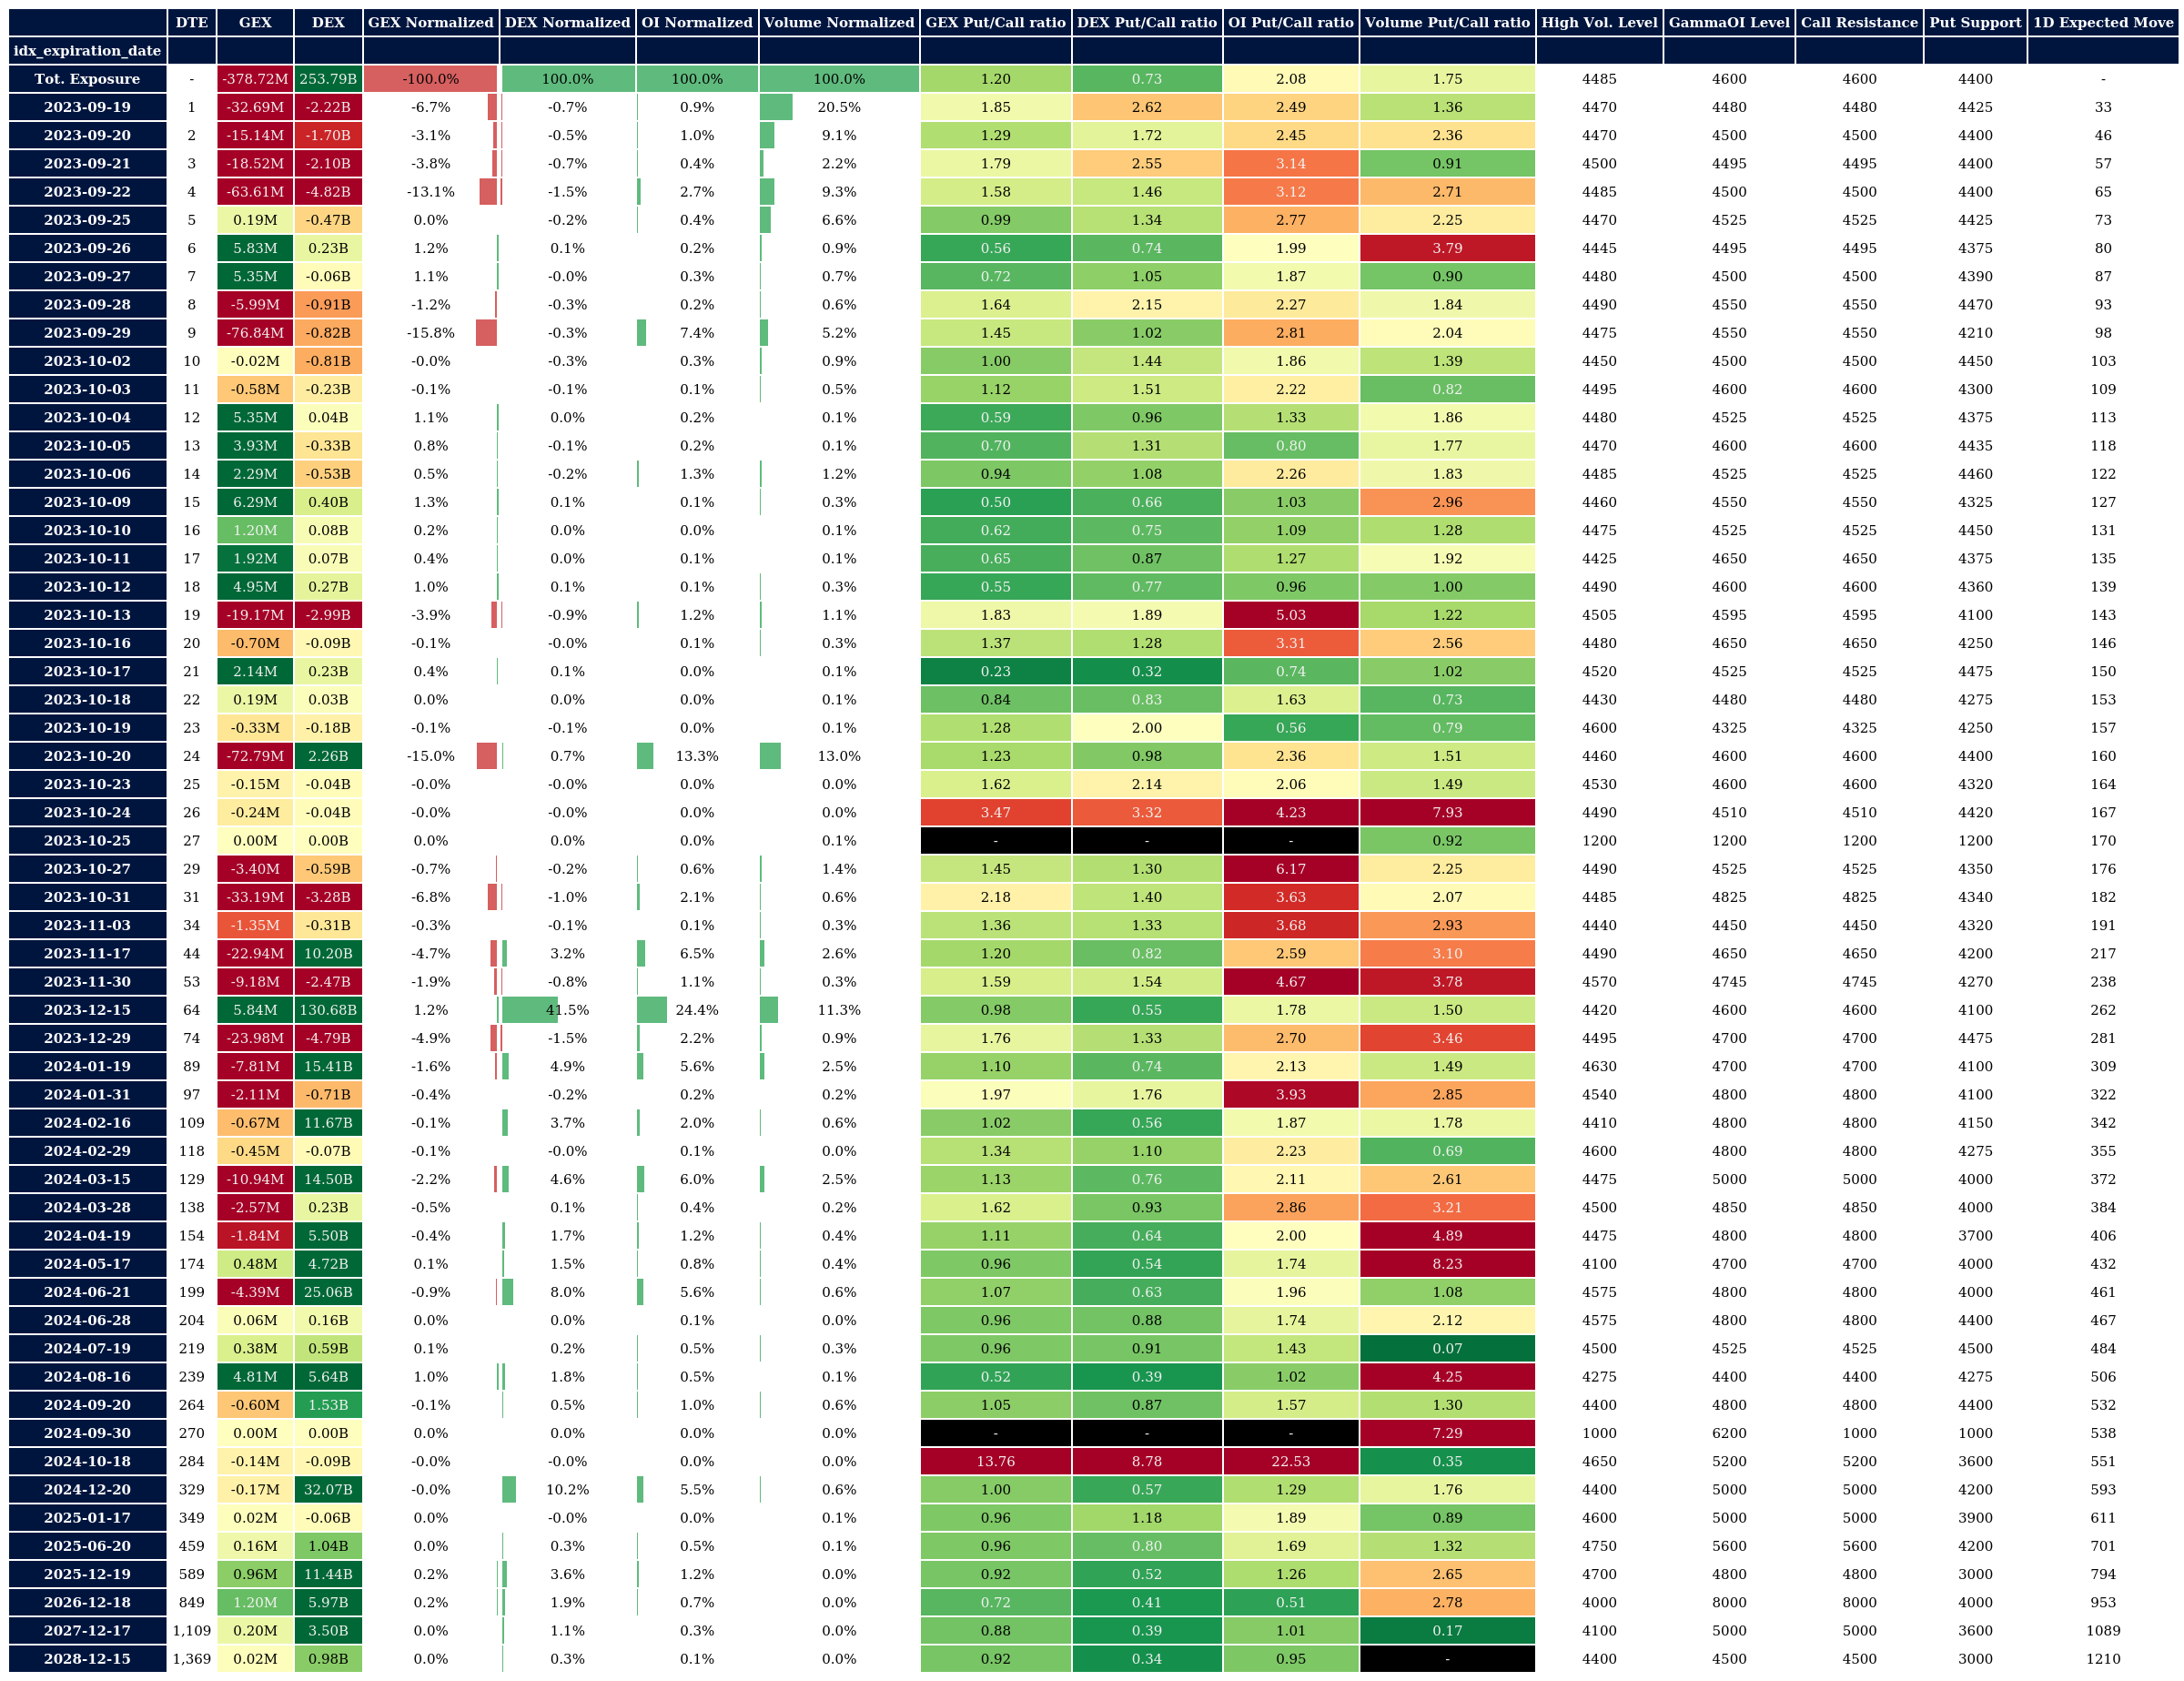 DTE GEX DEX GEX Normalized DEX Normalized OI Normalized Volume Normalized GEX Put/Call ratio DEX Put/Call ratio OI Put/Call ratio Volume Put/Call ratio High Vol. Level GammaOI Level Call Resistance Put Support 1D Expected Move
idx_expiration_date
Tot. Exposure - -378.72M 253.79B -100.0% 100.0% 100.0% 100.0% 1.20 0.73 2.08 1.75 4485 4600 4600 4400 -
2023-09-19 1 -32.69M -2.22B -6.7% -0.7% 0.9% 20.5% 1.85 2.62 2.49 1.36 4470 4480 4480 4425 33
2023-09-20 2 -15.14M -1.70B -3.1% -0.5% 1.0% 9.1% 1.29 1.72 2.45 2.36 4470 4500 4500 4400 46
2023-09-21 3 -18.52M -2.10B -3.8% -0.7% 0.4% 2.2% 1.79 2.55 3.14 0.91 4500 4495 4495 4400 57
2023-09-22 4 -63.61M -4.82B -13.1% -1.5% 2.7% 9.3% 1.58 1.46 3.12 2.71 4485 4500 4500 4400 65
2023-09-25 5 0.19M -0.47B 0.0% -0.2% 0.4% 6.6% 0.99 1.34 2.77 2.25 4470 4525 4525 4425 73
2023-09-26 6 5.83M 0.23B 1.2% 0.1% 0.2% 0.9% 0.56 0.74 1.99 3.79 4445 4495 4495 4375 80
2023-09-27 7 5.35M -0.06B 1.1% -0.0% 0.3% 0.7% 0.72 1.05 1.87 0.90 4480 4500 4500 4390 87
2023-09-28 8 -5.99M -0.91B -1.2% -0.3% 0.2% 0.6% 1.64 2.15 2.27 1.84 4490 4550 4550 4470 93
2023-09-29 9 -76.84M -0.82B -15.8% -0.3% 7.4% 5.2% 1.45 1.02 2.81 2.04 4475 4550 4550 4210 98
2023-10-02 10 -0.02M -0.81B -0.0% -0.3% 0.3% 0.9% 1.00 1.44 1.86 1.39 4450 4500 4500 4450 103
2023-10-03 11 -0.58M -0.23B -0.1% -0.1% 0.1% 0.5% 1.12 1.51 2.22 0.82 4495 4600 4600 4300 109
2023-10-04 12 5.35M 0.04B 1.1% 0.0% 0.2% 0.1% 0.59 0.96 1.33 1.86 4480 4525 4525 4375 113
2023-10-05 13 3.93M -0.33B 0.8% -0.1% 0.2% 0.1% 0.70 1.31 0.80 1.77 4470 4600 4600 4435 118
2023-10-06 14 2.29M -0.53B 0.5% -0.2% 1.3% 1.2% 0.94 1.08 2.26 1.83 4485 4525 4525 4460 122
2023-10-09 15 6.29M 0.40B 1.3% 0.1% 0.1% 0.3% 0.50 0.66 1.03 2.96 4460 4550 4550 4325 127
2023-10-10 16 1.20M 0.08B 0.2% 0.0% 0.0% 0.1% 0.62 0.75 1.09 1.28 4475 4525 4525 4450 131
2023-10-11 17 1.92M 0.07B 0.4% 0.0% 0.1% 0.1% 0.65 0.87 1.27 1.92 4425 4650 4650 4375 135
2023-10-12 18 4.95M 0.27B 1.0% 0.1% 0.1% 0.3% 0.55 0.77 0.96 1.00 4490 4600 4600 4360 139
2023-10-13 19 -19.17M -2.99B -3.9% -0.9% 1.2% 1.1% 1.83 1.89 5.03 1.22 4505 4595 4595 4100 143
2023-10-16 20 -0.70M -0.09B -0.1% -0.0% 0.1% 0.3% 1.37 1.28 3.31 2.56 4480 4650 4650 4250 146
2023-10-17 21 2.14M 0.23B 0.4% 0.1% 0.0% 0.1% 0.23 0.32 0.74 1.02 4520 4525 4525 4475 150
2023-10-18 22 0.19M 0.03B 0.0% 0.0% 0.0% 0.1% 0.84 0.83 1.63 0.73 4430 4480 4480 4275 153
2023-10-19 23 -0.33M -0.18B -0.1% -0.1% 0.0% 0.1% 1.28 2.00 0.56 0.79 4600 4325 4325 4250 157
2023-10-20 24 -72.79M 2.26B -15.0% 0.7% 13.3% 13.0% 1.23 0.98 2.36 1.51 4460 4600 4600 4400 160
2023-10-23 25 -0.15M -0.04B -0.0% -0.0% 0.0% 0.0% 1.62 2.14 2.06 1.49 4530 4600 4600 4320 164
2023-10-24 26 -0.24M -0.04B -0.0% -0.0% 0.0% 0.0% 3.47 3.32 4.23 7.93 4490 4510 4510 4420 167
2023-10-25 27 0.00M 0.00B 0.0% 0.0% 0.0% 0.1% - - - 0.92 1200 1200 1200 1200 170
2023-10-27 29 -3.40M -0.59B -0.7% -0.2% 0.6% 1.4% 1.45 1.30 6.17 2.25 4490 4525 4525 4350 176
2023-10-31 31 -33.19M -3.28B -6.8% -1.0% 2.1% 0.6% 2.18 1.40 3.63 2.07 4485 4825 4825 4340 182
2023-11-03 34 -1.35M -0.31B -0.3% -0.1% 0.1% 0.3% 1.36 1.33 3.68 2.93 4440 4450 4450 4320 191
2023-11-17 44 -22.94M 10.20B -4.7% 3.2% 6.5% 2.6% 1.20 0.82 2.59 3.10 4490 4650 4650 4200 217
2023-11-30 53 -9.18M -2.47B -1.9% -0.8% 1.1% 0.3% 1.59 1.54 4.67 3.78 4570 4745 4745 4270 238
2023-12-15 64 5.84M 130.68B 1.2% 41.5% 24.4% 11.3% 0.98 0.55 1.78 1.50 4420 4600 4600 4100 262
2023-12-29 74 -23.98M -4.79B -4.9% -1.5% 2.2% 0.9% 1.76 1.33 2.70 3.46 4495 4700 4700 4475 281
2024-01-19 89 -7.81M 15.41B -1.6% 4.9% 5.6% 2.5% 1.10 0.74 2.13 1.49 4630 4700 4700 4100 309
2024-01-31 97 -2.11M -0.71B -0.4% -0.2% 0.2% 0.2% 1.97 1.76 3.93 2.85 4540 4800 4800 4100 322
2024-02-16 109 -0.67M 11.67B -0.1% 3.7% 2.0% 0.6% 1.02 0.56 1.87 1.78 4410 4800 4800 4150 342
2024-02-29 118 -0.45M -0.07B -0.1% -0.0% 0.1% 0.0% 1.34 1.10 2.23 0.69 4600 4800 4800 4275 355
2024-03-15 129 -10.94M 14.50B -2.2% 4.6% 6.0% 2.5% 1.13 0.76 2.11 2.61 4475 5000 5000 4000 372
2024-03-28 138 -2.57M 0.23B -0.5% 0.1% 0.4% 0.2% 1.62 0.93 2.86 3.21 4500 4850 4850 4000 384
2024-04-19 154 -1.84M 5.50B -0.4% 1.7% 1.2% 0.4% 1.11 0.64 2.00 4.89 4475 4800 4800 3700 406
2024-05-17 174 0.48M 4.72B 0.1% 1.5% 0.8% 0.4% 0.96 0.54 1.74 8.23 4100 4700 4700 4000 432
2024-06-21 199 -4.39M 25.06B -0.9% 8.0% 5.6% 0.6% 1.07 0.63 1.96 1.08 4575 4800 4800 4000 461
2024-06-28 204 0.06M 0.16B 0.0% 0.0% 0.1% 0.0% 0.96 0.88 1.74 2.12 4575 4800 4800 4400 467
2024-07-19 219 0.38M 0.59B 0.1% 0.2% 0.5% 0.3% 0.96 0.91 1.43 0.07 4500 4525 4525 4500 484
2024-08-16 239 4.81M 5.64B 1.0% 1.8% 0.5% 0.1% 0.52 0.39 1.02 4.25 4275 4400 4400 4275 506
2024-09-20 264 -0.60M 1.53B -0.1% 0.5% 1.0% 0.6% 1.05 0.87 1.57 1.30 4400 4800 4800 4400 532
2024-09-30 270 0.00M 0.00B 0.0% 0.0% 0.0% 0.0% - - - 7.29 1000 6200 1000 1000 538
2024-10-18 284 -0.14M -0.09B -0.0% -0.0% 0.0% 0.0% 13.76 8.78 22.53 0.35 4650 5200 5200 3600 551
2024-12-20 329 -0.17M 32.07B -0.0% 10.2% 5.5% 0.6% 1.00 0.57 1.29 1.76 4400 5000 5000 4200 593
2025-01-17 349 0.02M -0.06B 0.0% -0.0% 0.0% 0.1% 0.96 1.18 1.89 0.89 4600 5000 5000 3900 611
2025-06-20 459 0.16M 1.04B 0.0% 0.3% 0.5% 0.1% 0.96 0.80 1.69 1.32 4750 5600 5600 4200 701
2025-12-19 589 0.96M 11.44B 0.2% 3.6% 1.2% 0.0% 0.92 0.52 1.26 2.65 4700 4800 4800 3000 794
2026-12-18 849 1.20M 5.97B 0.2% 1.9% 0.7% 0.0% 0.72 0.41 0.51 2.78 4000 8000 8000 4000 953
2027-12-17 1,109 0.20M 3.50B 0.0% 1.1% 0.3% 0.0% 0.88 0.39 1.01 0.17 4100 5000 5000 3600 1089
2028-12-15 1,369 0.02M 0.98B 0.0% 0.3% 0.1% 0.0% 0.92 0.34 0.95 - 4400 4500 4500 3000 1210